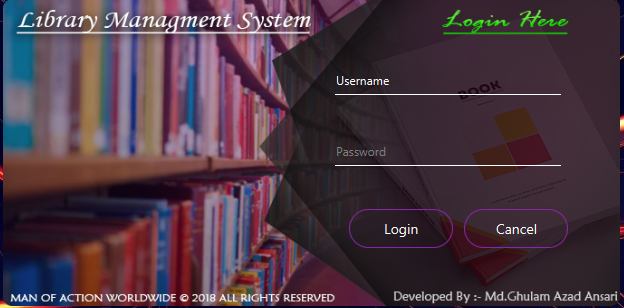 Library Managment System
Login Here
Username
BOOK
Password
Login
Cancel
MAN OF ACTION WORLDWIDE © 2018 ALL RIGHTS RESERVED
Developed By :- Md.Ghulam Azad Ansari